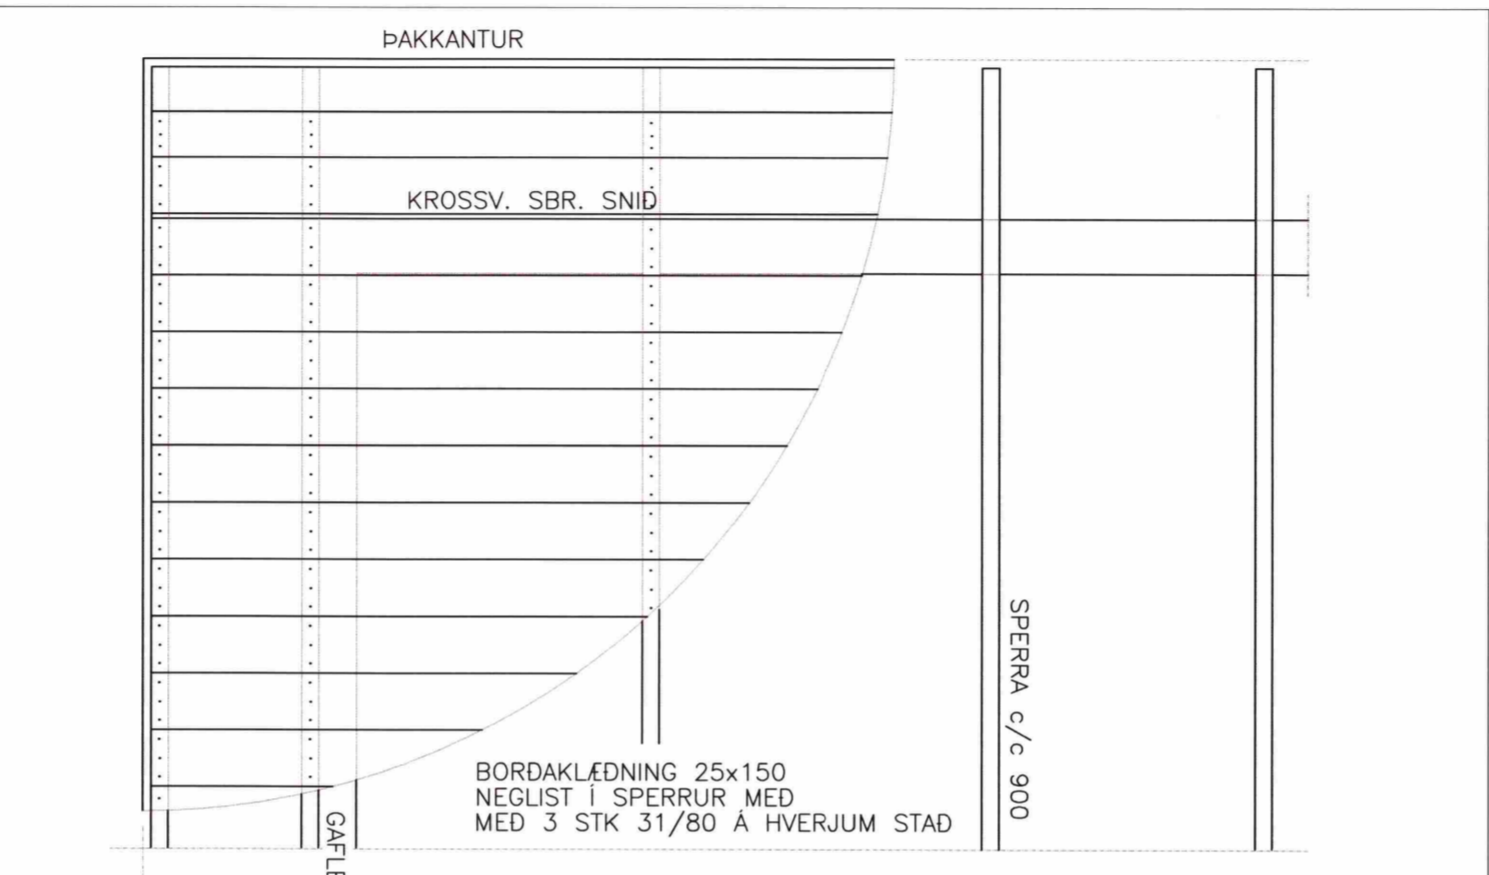 ÞAKKANTUR
KROSSV. SBR. SNIÐ
SPERRA c/c 900
BORÐAKLÆÐNING 25x150
NEGLIST Í SPERRUR MEÐ
MEÐ 3 STK 31/80 Á HVERJUM STAÐ